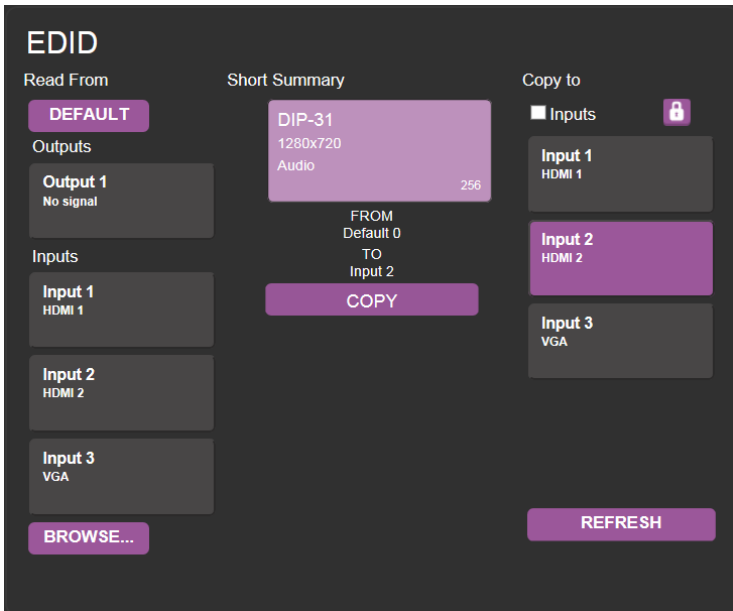 EDID
Read From
DEFAULT
Outputs
Output 1
No signal
Inputs
Input 1
HDMI 1
Input 2
HDMI 2
Input 3
VGA
BROWSE...
Short Summary
DIP-31
1280x720
Audio
256
FROM
Default 0
TO
Input 2
COPY
Copy to
Inputs
Input 1
HDMI 1
Input 2
HDMI 2
Input 3
VGA
REFRESH